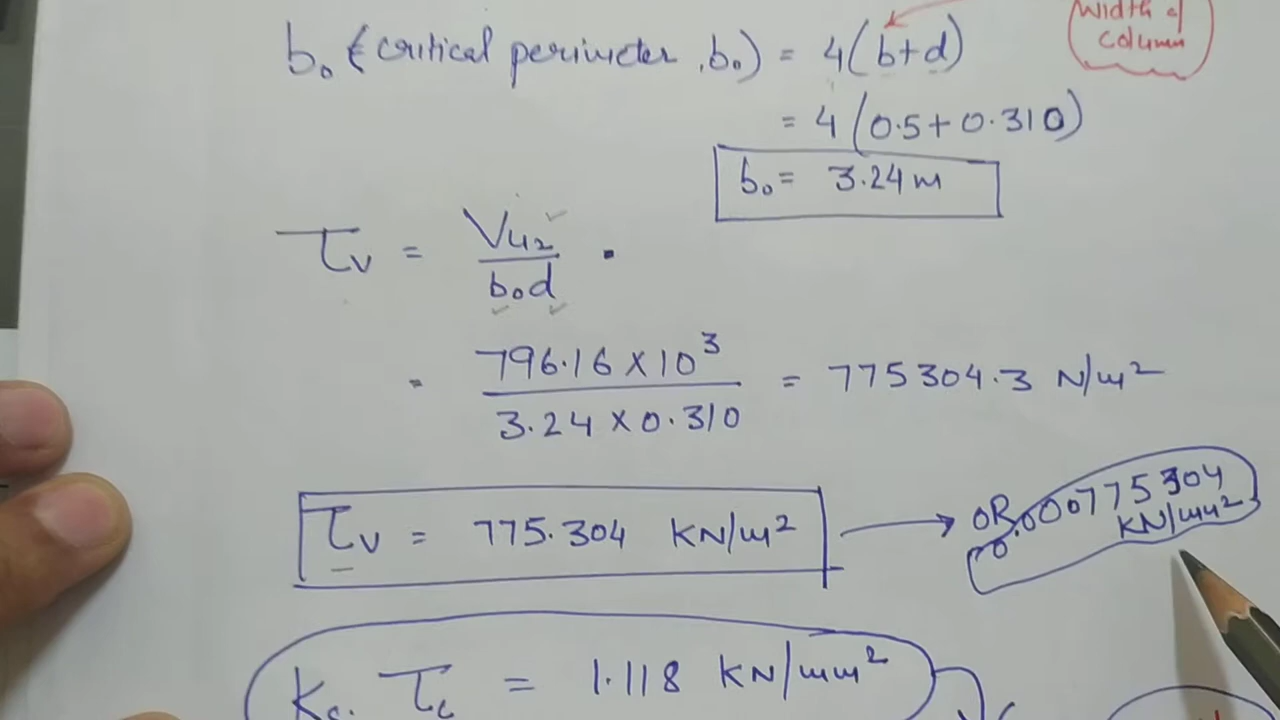 Width of
column
b₀ (critical perimeter, b₀) = 4(b+d)
= 4(0.5+0.310)
b₀ = 3.24 m
τv = Vu2 / b₀d
= 796.16 × 10³ / 3.24 × 0.310 = 775304.3 N/m²
τv = 775.304 KN/m² → OR 0.000775304 KN/mm²
Ks. τc = 1.118 KN/mm²